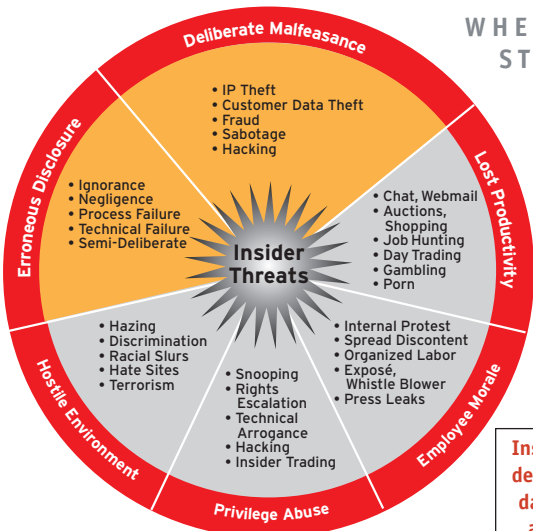 WHE
ST
Deliberate Malfeasance
• IP Theft
• Customer Data Theft
• Fraud
• Sabotage
• Hacking
Lost Productivity
• Chat, Webmail
• Auctions,
Shopping
• Job Hunting
• Day Trading
• Gambling
• Porn
Employee Morale
• Internal Protest
• Spread Discontent
• Organized Labor
• Exposé,
Whistle Blower
• Press Leaks
Privilege Abuse
• Snooping
• Rights
Escalation
• Technical
Arrogance
• Hacking
• Insider Trading
Hostile Environment
• Hazing
• Discrimination
• Racial Slurs
• Hate Sites
• Terrorism
Erroneous Disclosure
• Ignorance
• Negligence
• Process Failure
• Technical Failure
• Semi-Deliberate
Insider
Threats
Ins
de
da